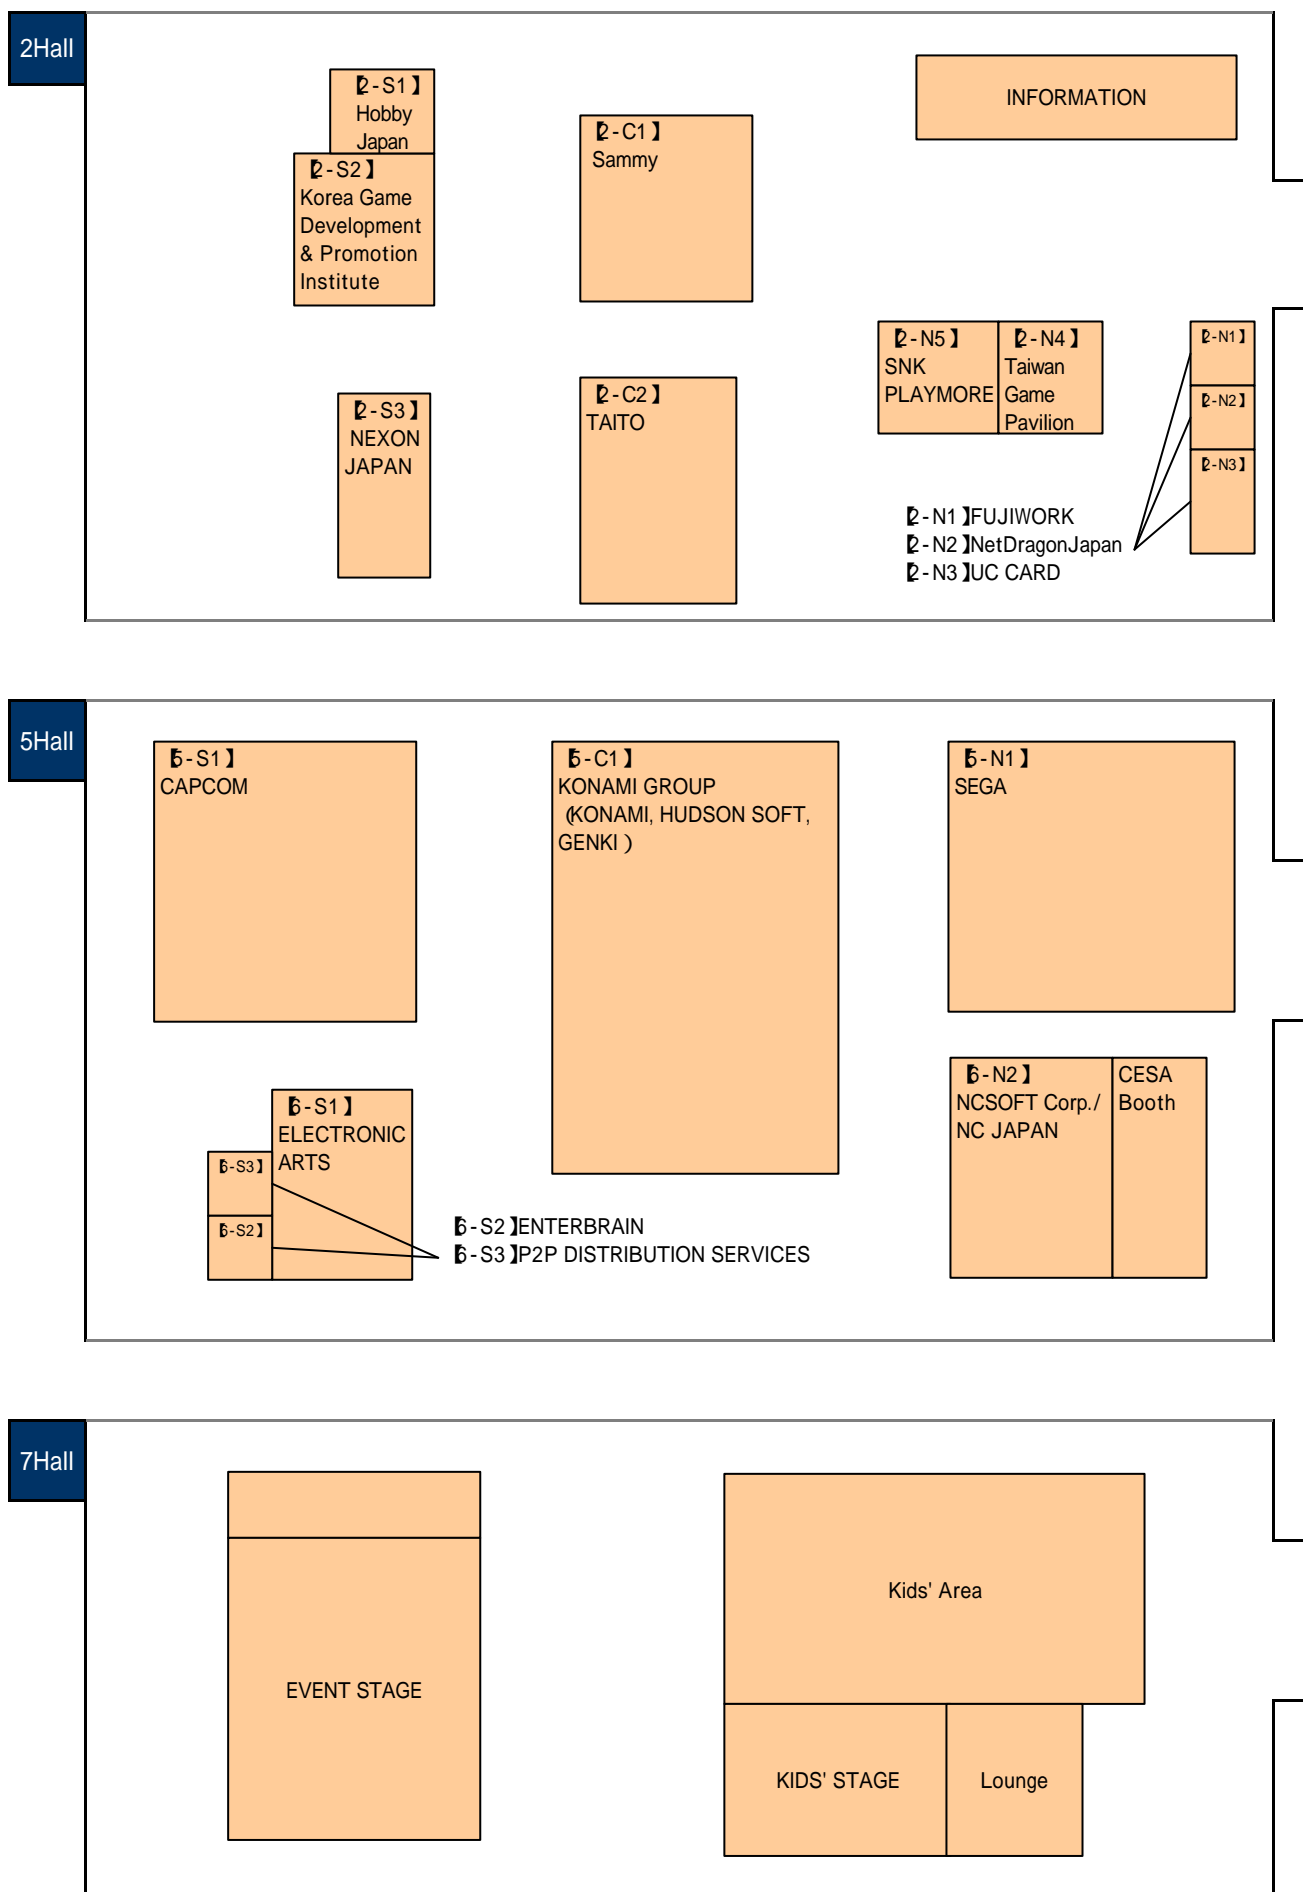 2Hall
【2-S1】
Hobby
Japan
【2-S2】
Korea Game
Development
& Promotion
Institute
【2-C1】
Sammy
INFORMATION
【2-S3】
NEXON
JAPAN
【2-C2】
TAITO
【2-N5】
SNK
PLAYMORE
【2-N4】
Taiwan
Game
Pavilion
【2-N1】
【2-N2】
【2-N3】
【2-N1】FUJIWORK
【2-N2】NetDragonJapan
【2-N3】UC CARD
5Hall
【5-S1】
CAPCOM
【5-C1】
KONAMI GROUP
(KONAMI, HUDSON SOFT,
GENKI)
【5-N1】
SEGA
【6-S1】
ELECTRONIC
ARTS
【6-S3】
【6-S2】
【6-S2】ENTERBRAIN
【6-S3】P2P DISTRIBUTION SERVICES
【6-N2】
NCSOFT Corp./
NC JAPAN
CESA
Booth
7Hall
EVENT STAGE
Kids' Area
KIDS' STAGE
Lounge